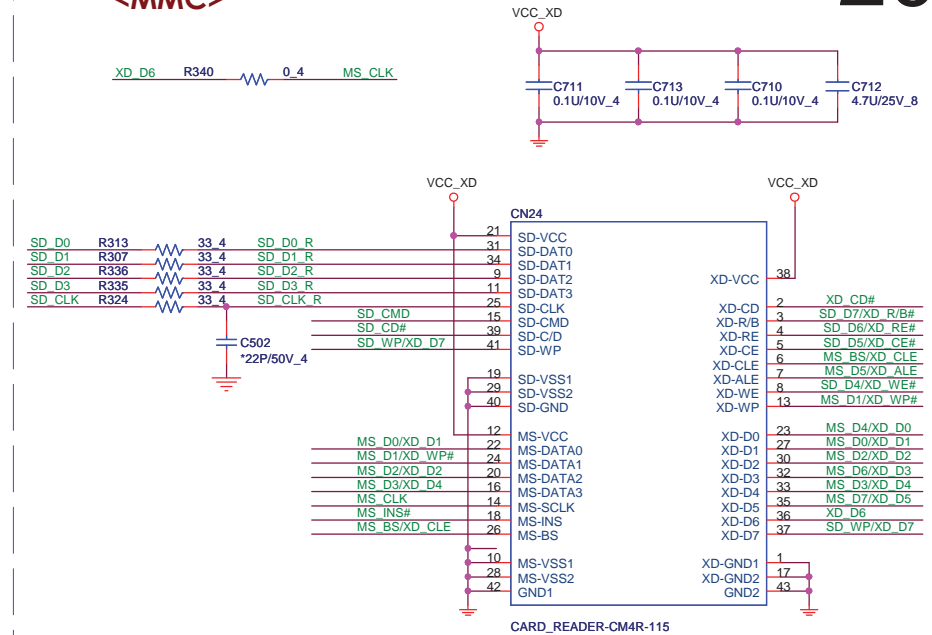 <MMC>
VCC_XD
XD_D6 R340 0_4 MS_CLK
C711 C713 C710 C712
0.1U/10V_4 0.1U/10V_4 0.1U/10V_4 4.7U/25V_8
VCC_XD VCC_XD
CN24
21 SD-VCC
SD_D0 R313 33_4 SD_D0_R 31 SD-DAT0
SD_D1 R307 33_4 SD_D1_R 34 SD-DAT1
SD_D2 R336 33_4 SD_D2_R 9 SD-DAT2 XD-VCC 38
SD_D3 R335 33_4 SD_D3_R 11 SD-DAT3
SD_CLK R324 33_4 SD_CLK_R 25 SD-CLK XD-CD 2 XD_CD#
SD_CMD 15 SD-CMD XD-R/B 3 SD_D7/XD_R/B#
SD_CD# 39 SD-C/D XD-RE 4 SD_D6/XD_RE#
SD_WP/XD_D7 41 SD-WP XD-CE 5 SD_D5/XD_CE#
C502
*22P/50V_4
XD-CLE 6 MS_BS/XD_CLE
19 SD-VSS1 XD-ALE 7 MS_D5/XD_ALE
29 SD-VSS2 XD-WE 8 SD_D4/XD_WE#
40 SD-GND XD-WP 13 MS_D1/XD_WP#
12 MS-VCC XD-D0 23 MS_D4/XD_D0
MS_D0/XD_D1 22 MS-DATA0 XD-D1 27 MS_D0/XD_D1
MS_D1/XD_WP# 24 MS-DATA1 XD-D2 30 MS_D2/XD_D2
MS_D2/XD_D2 20 MS-DATA2 XD-D3 32 MS_D6/XD_D3
MS_D3/XD_D4 16 MS-DATA3 XD-D4 33 MS_D3/XD_D4
MS_CLK 14 MS-SCLK XD-D5 35 MS_D7/XD_D5
MS_INS# 18 MS-INS XD-D6 36 XD_D6
MS_BS/XD_CLE 26 MS-BS XD-D7 37 SD_WP/XD_D7
10 MS-VSS1 XD-GND1 1
28 MS-VSS2 XD-GND2 17
42 GND1 GND2 43
CARD_READER-CM4R-115